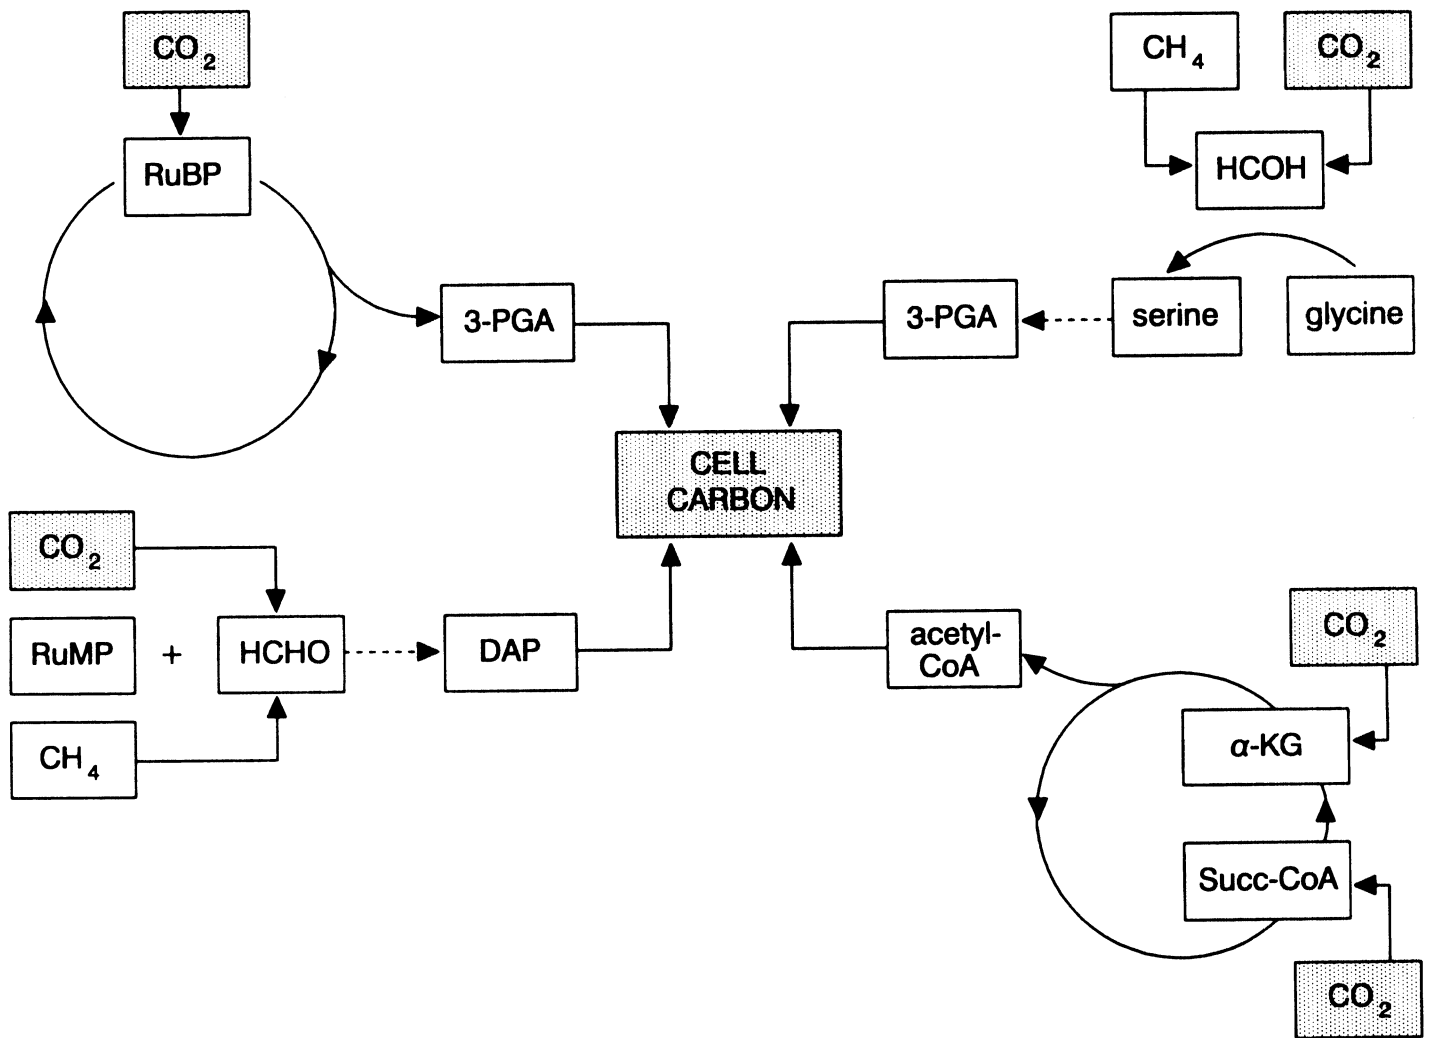 CO2
RuBP
3-PGA
CH4
CO2
HCOH
3-PGA
serine
glycine
CELL
CARBON
CO2
RuMP
+
HCHO
DAP
CH4
acetyl-
CoA
CO2
α-KG
Succ-CoA
CO2